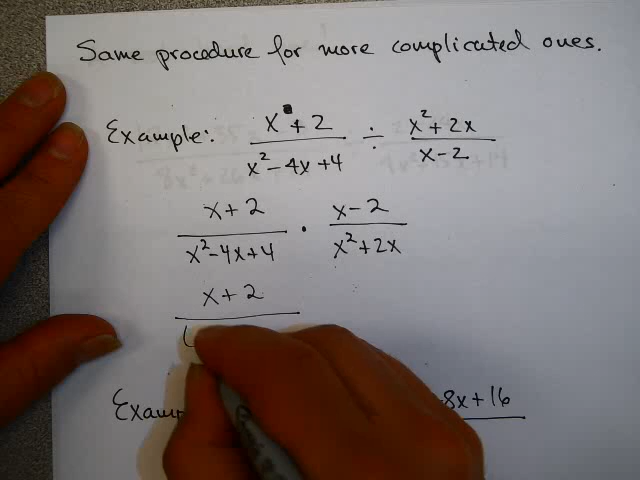 Same procedure for more complicated ones.
Example: x + 2 / x² - 4x + 4 ÷ x² + 2x / x - 2
x + 2 / x² - 4x + 4 · x - 2 / x² + 2x
x + 2
(
8x + 16